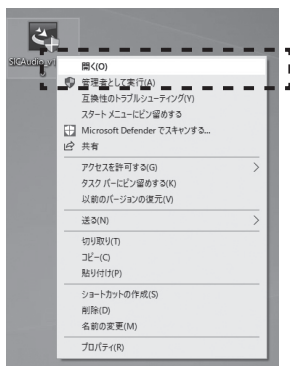 開く(O)
管理者として実行(A)
互換性のトラブルシューティング(Y)
スタート メニューにピン留めする
Microsoft Defender でスキャンする...
共有
アクセスを許可する(G)
タスク バーにピン留めする(K)
以前のバージョンの復元(V)
送る(N)
切り取り(T)
コピー(C)
貼り付け(P)
ショートカットの作成(S)
削除(D)
名前の変更(M)
プロパティ(R)